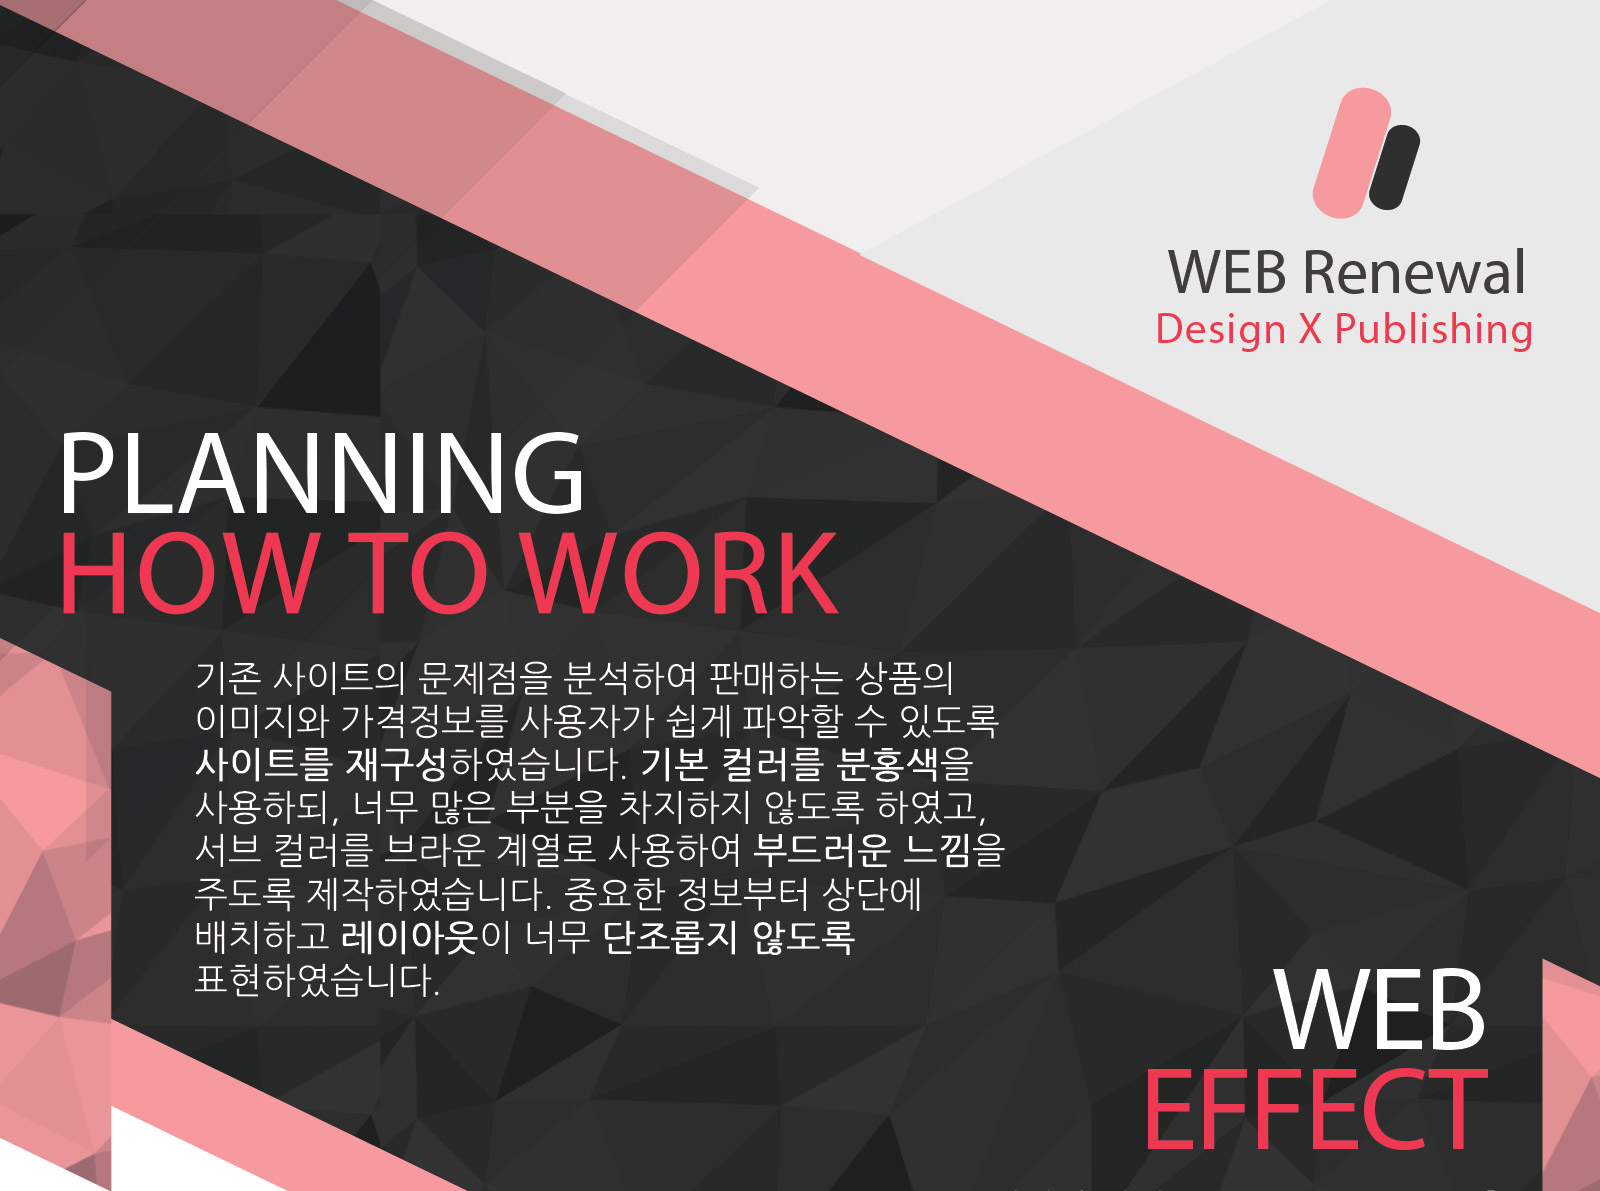 WEB Renewal
Design X Publishing
PLANNING
HOW TO WORK
기존 사이트의 문제점을 분석하여 판매하는 상품의
이미지와 가격정보를 사용자가 쉽게 파악할 수 있도록
사이트를 재구성하였습니다. 기본 컬러를 분홍색을
사용하되, 너무 많은 부분을 차지하지 않도록 하였고,
서브 컬러를 브라운 계열로 사용하여 부드러운 느낌을
주도록 제작하였습니다. 중요한 정보부터 상단에
배치하고 레이아웃이 너무 단조롭지 않도록
표현하였습니다.
WEB
EFFECT